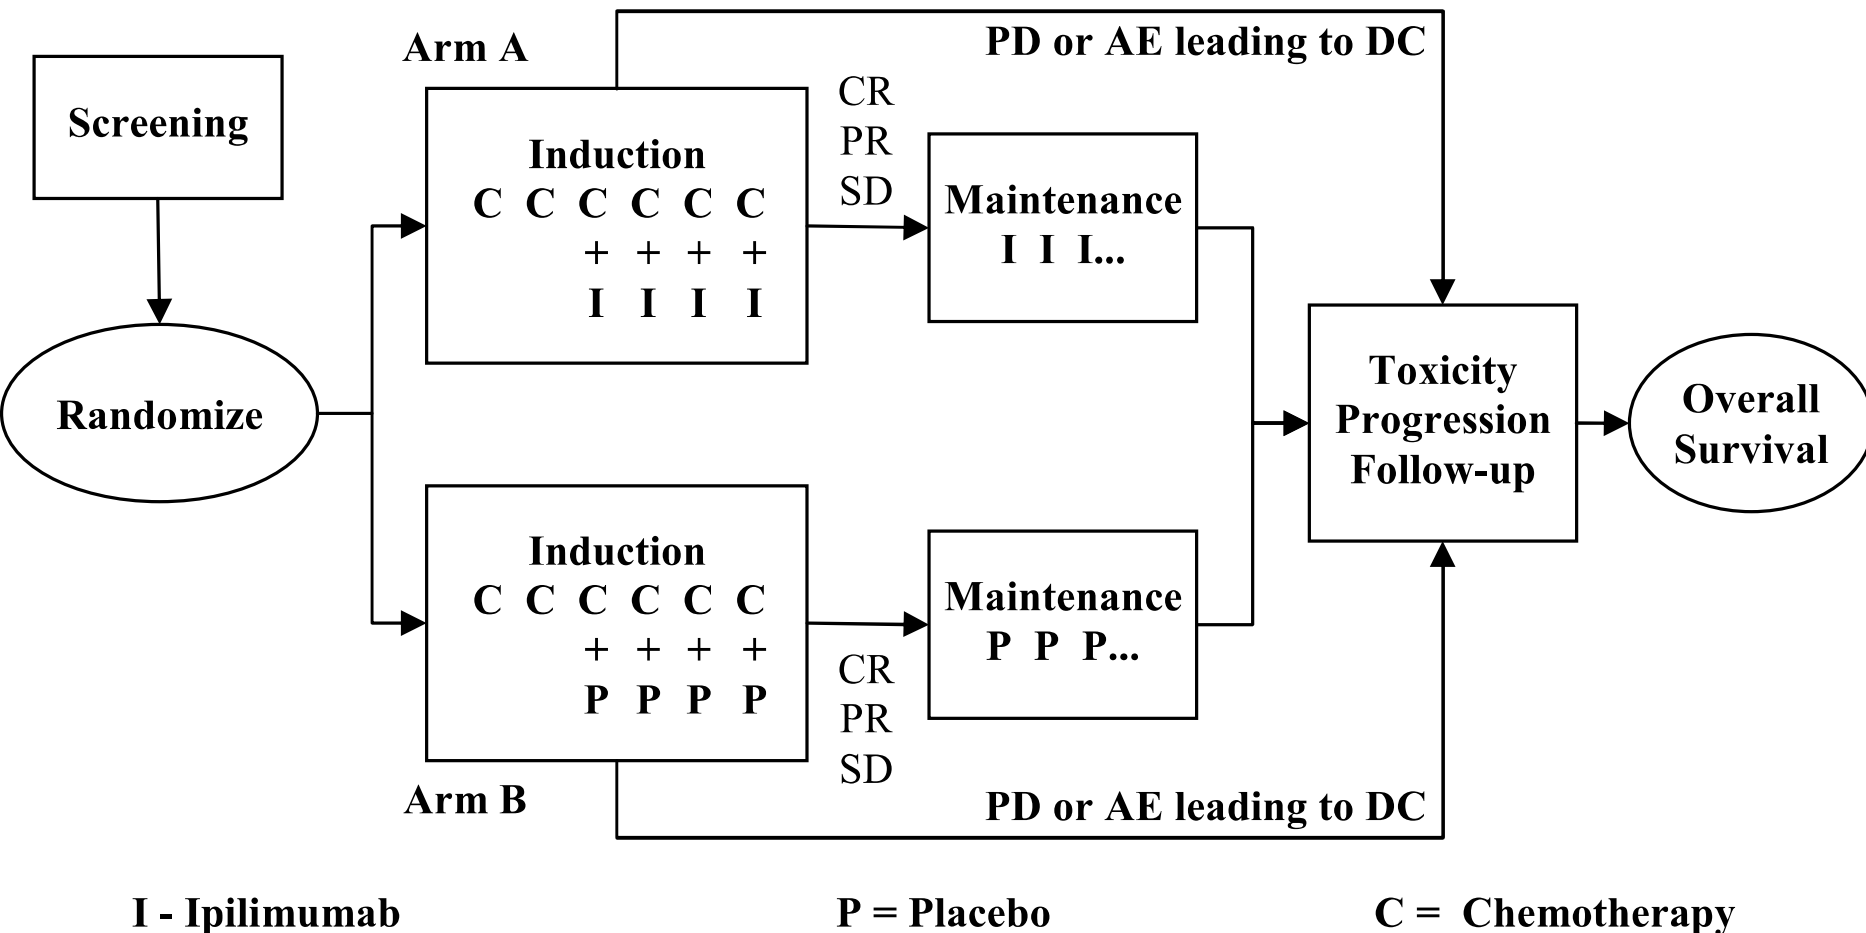 Screening
Randomize
Arm A
Induction
C C C C C C
+ + + +
I I I I
CR
PR
SD
Maintenance
I I I...
PD or AE leading to DC
Arm B
Induction
C C C C C C
+ + + +
P P P P
CR
PR
SD
Maintenance
P P P...
PD or AE leading to DC
Toxicity
Progression
Follow-up
Overall
Survival
I - Ipilimumab
P = Placebo
C = Chemotherapy